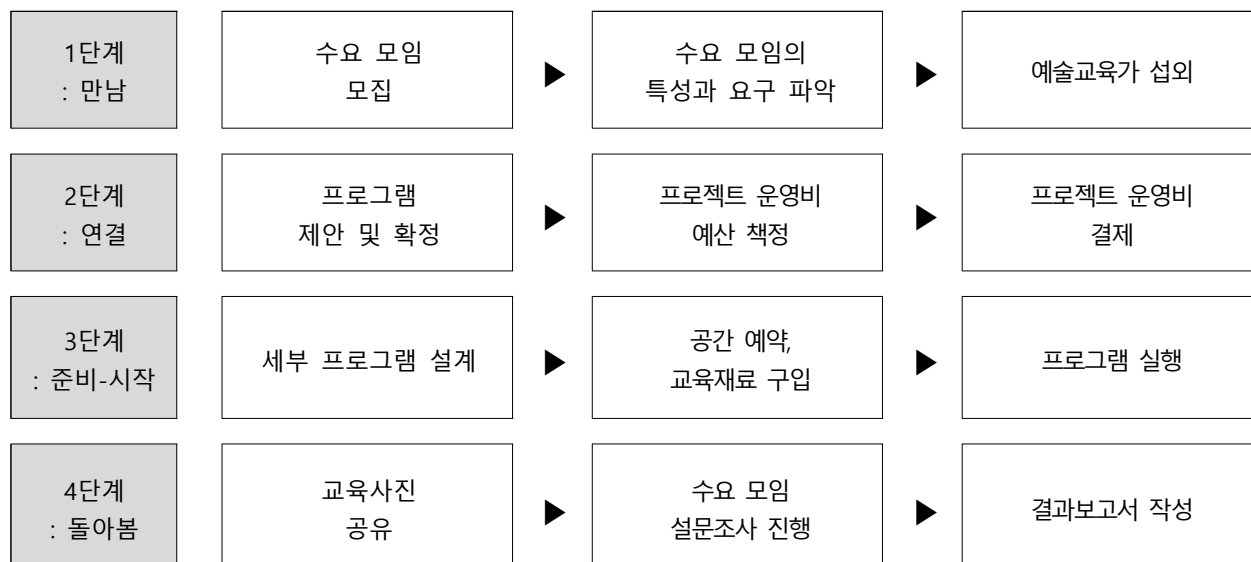 1단계
: 만남
수요 모임
모집
▶
수요 모임의
특성과 요구 파악
▶
예술교육가 섭외
2단계
: 연결
프로그램
제안 및 확정
▶
프로젝트 운영비
예산 책정
▶
프로젝트 운영비
결제
3단계
: 준비-시작
세부 프로그램 설계
▶
공간 예약,
교육재료 구입
▶
프로그램 실행
4단계
: 돌아봄
교육사진
공유
▶
수요 모임
설문조사 진행
▶
결과보고서 작성